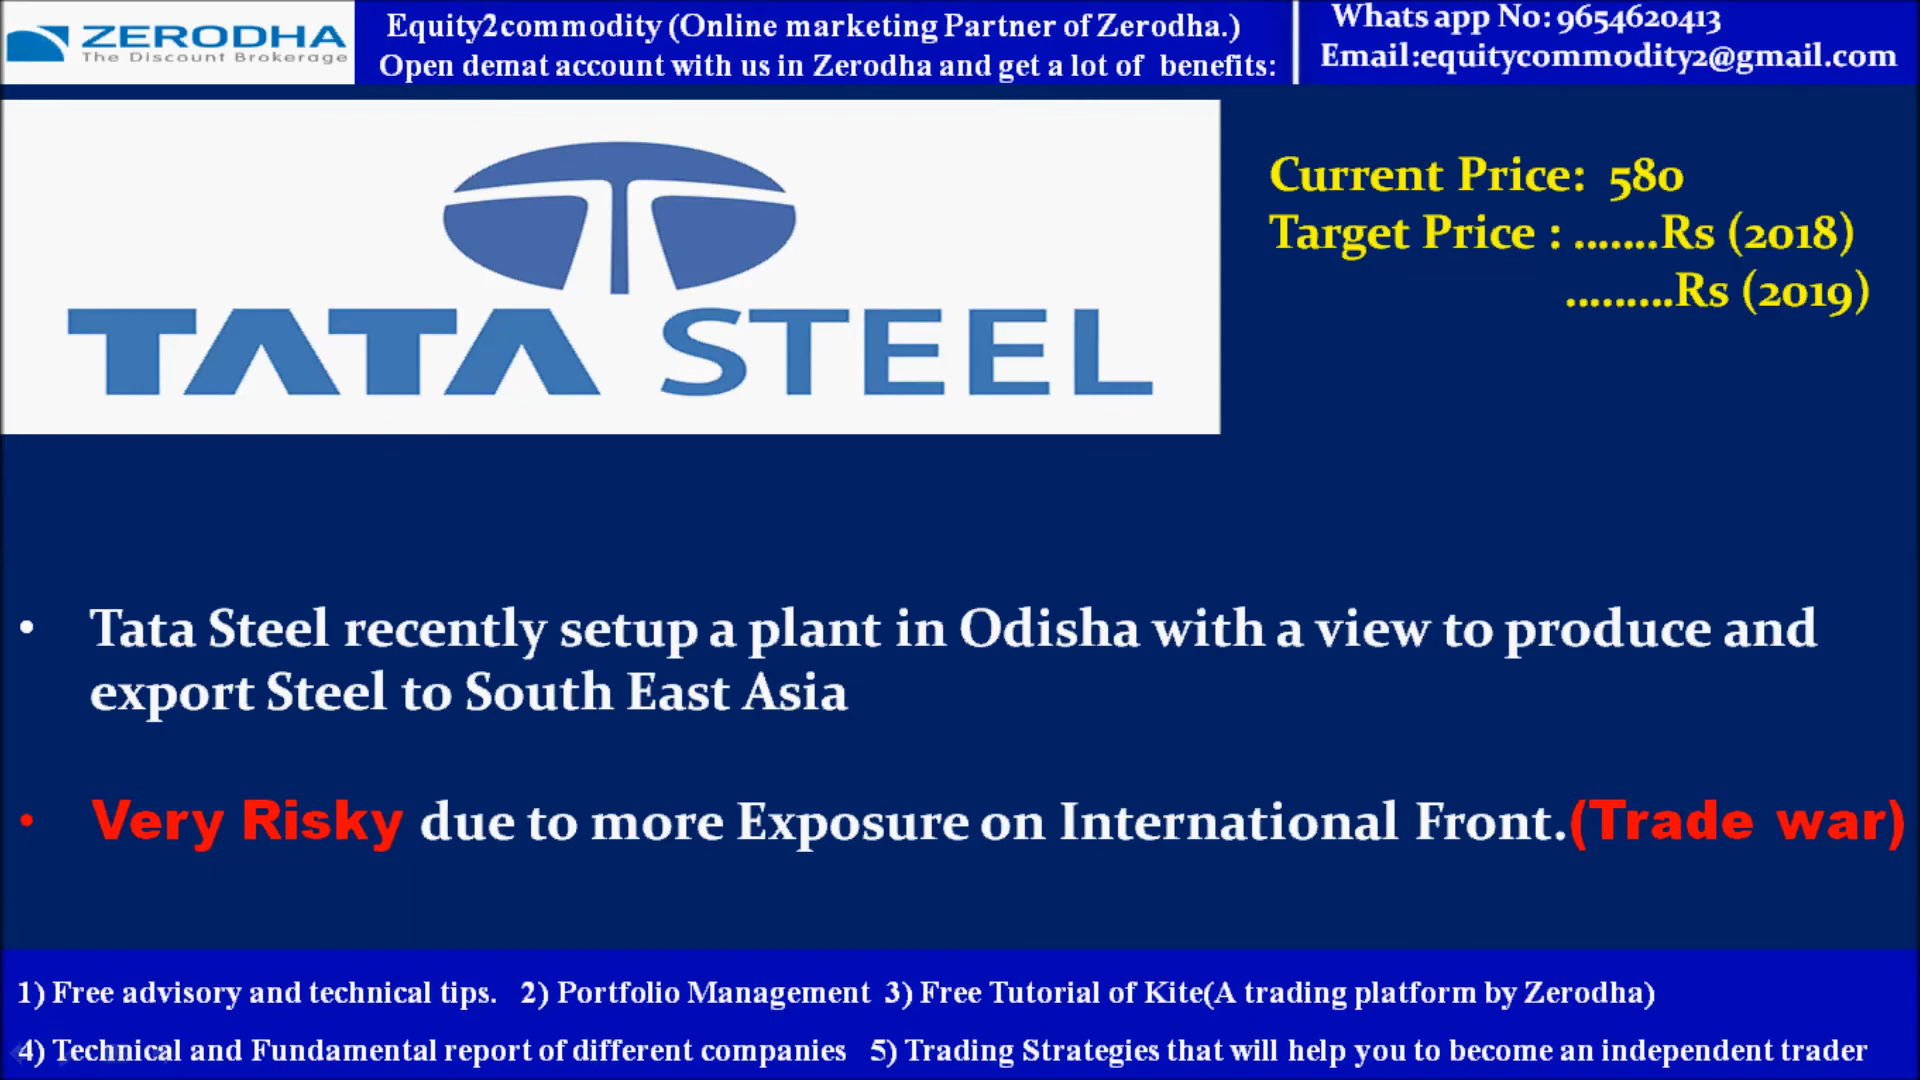 ZERODHA
The Discount Brokerage
Equity2commodity (Online marketing Partner of Zerodha.)
Open demat account with us in Zerodha and get a lot of benefits:
Whats app No: 9654620413
Email:equitycommodity2@gmail.com
TATA STEEL
Current Price: 580
Target Price : .......Rs (2018)
.........Rs (2019)
• Tata Steel recently setup a plant in Odisha with a view to produce and
export Steel to South East Asia
• Very Risky due to more Exposure on International Front.(Trade war)
1) Free advisory and technical tips. 2) Portfolio Management 3) Free Tutorial of Kite(A trading platform by Zerodha)
4) Technical and Fundamental report of different companies 5) Trading Strategies that will help you to become an independent trader